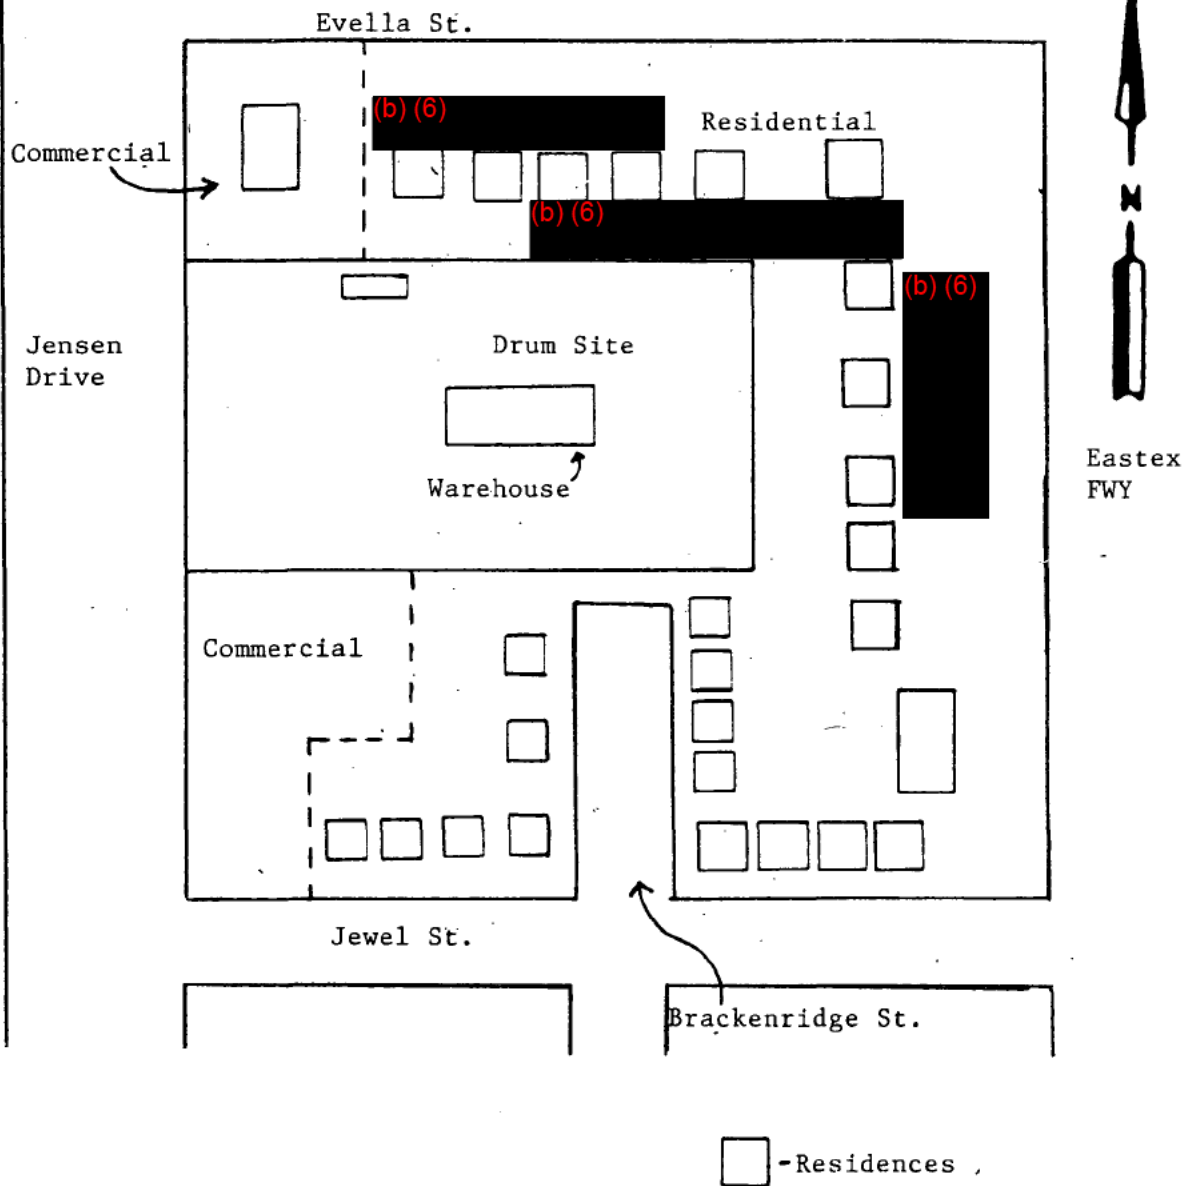 Evella St.
(b) (6)
Residential
Commercial
N
(b) (6)
(b) (6)
Jensen
Drive
Drum Site
Eastex
FWY
Warehouse
Commercial
Jewel St.
Brackenridge St.
-Residences